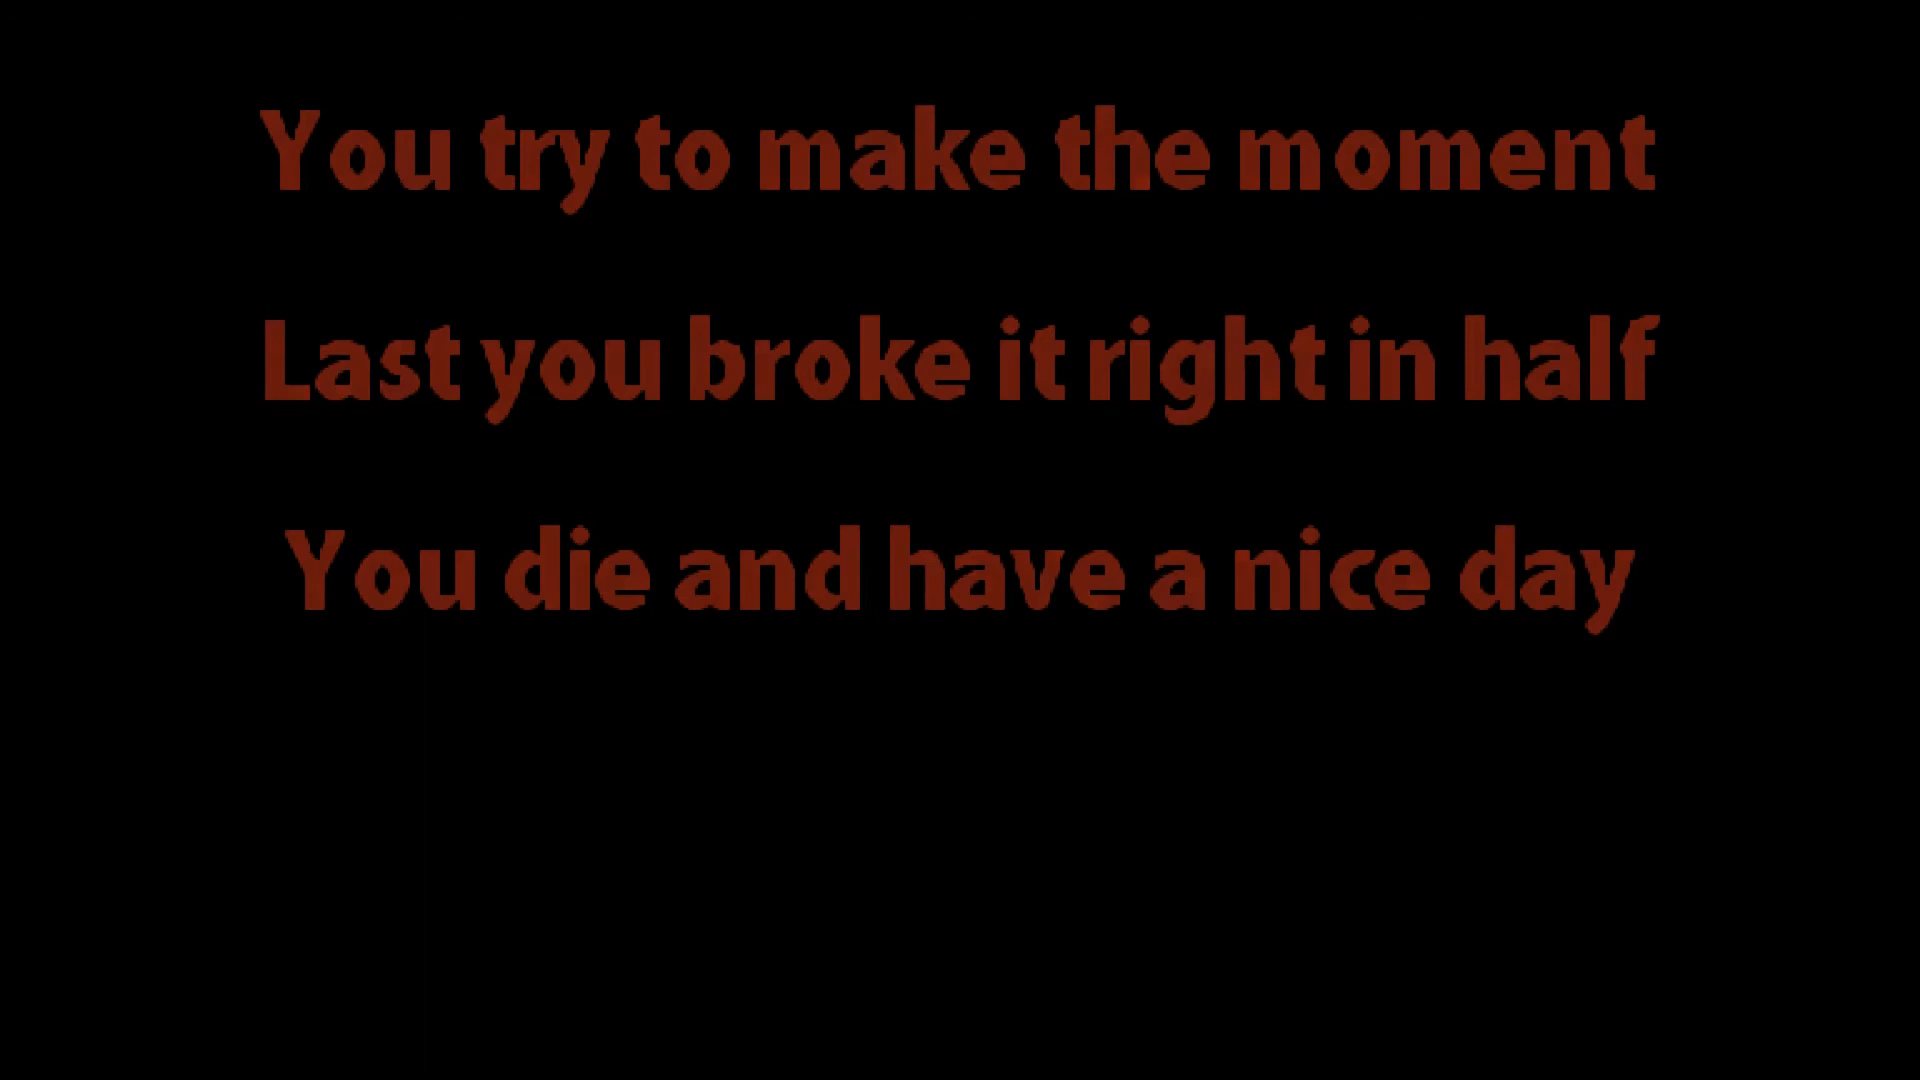 You try to make the moment
Last you broke it right in half
You die and have a nice day